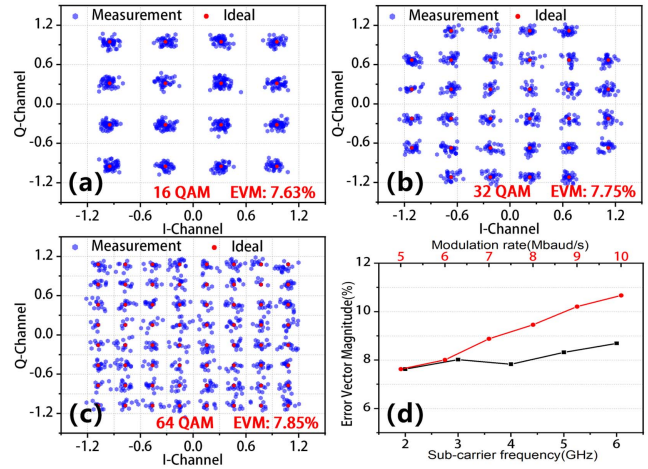 Measurement Ideal
Q-Channel
1.2
0.6
0.0
-0.6
-1.2
(a)
16 QAM EVM: 7.63%
-1.2 -0.6 0.0 0.6 1.2
I-Channel
Measurement Ideal
Q-Channel
1.2
0.6
0.0
-0.6
-1.2
(b)
32 QAM EVM: 7.75%
-1.2 -0.6 0.0 0.6 1.2
I-Channel
Measurement Ideal
Q-Channel
1.2
0.6
0.0
-0.6
-1.2
(c)
64 QAM EVM: 7.85%
-1.2 -0.6 0.0 0.6 1.2
I-Channel
Modulation rate(Mbaud/s)
5 6 7 8 9 10
Error Vector Magnitude(%)
12
10
8
6
(d)
2 3 4 5 6
Sub-carrier frequency(GHz)